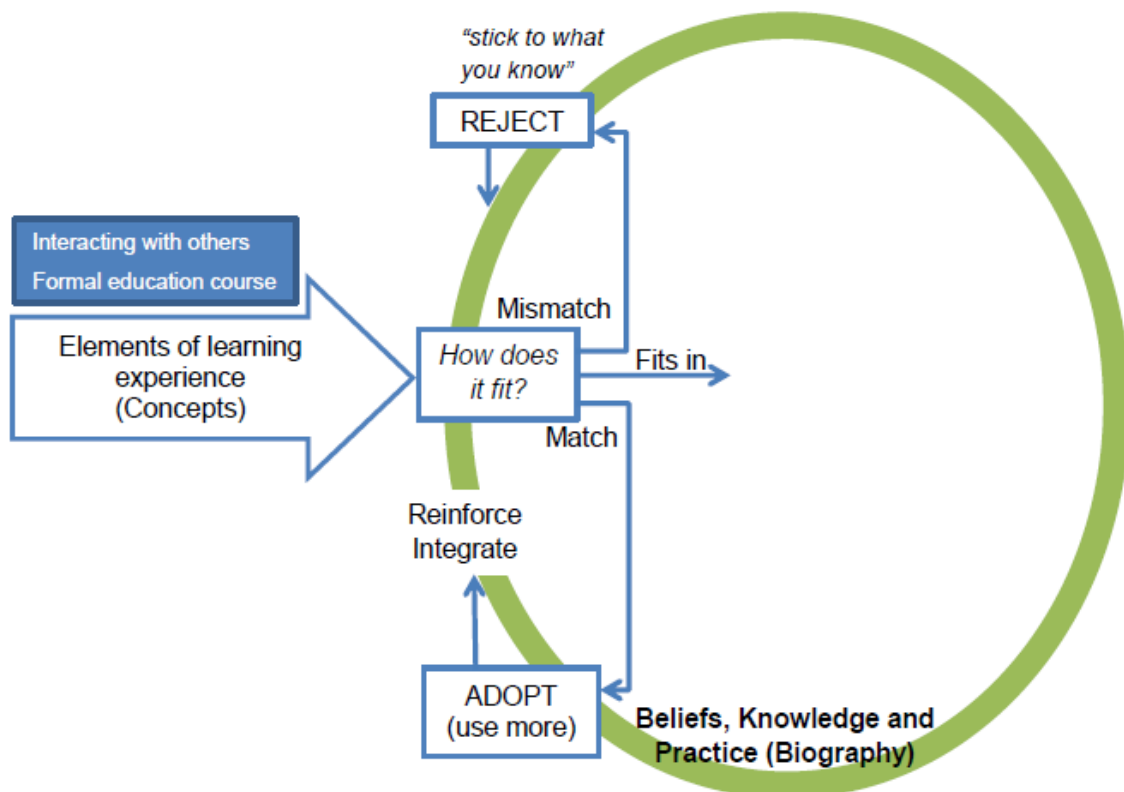 “stick to what
you know”
REJECT
Interacting with others
Formal education course
Elements of learning
experience
(Concepts)
Mismatch
How does
it fit?
Fits in
Match
Reinforce
Integrate
ADOPT
(use more)
Beliefs, Knowledge and
Practice (Biography)